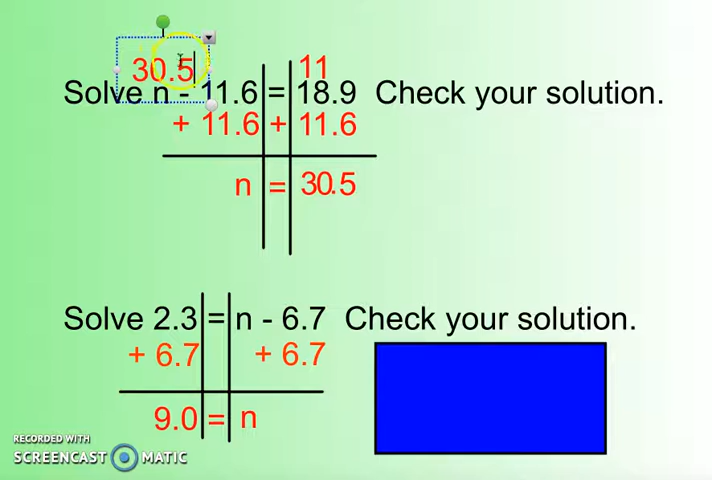 30.5
11
Solve n - 11.6 = 18.9 Check your solution.
+ 11.6 + 11.6
n = 30.5
Solve 2.3 = n - 6.7 Check your solution.
+ 6.7 + 6.7
9.0 = n
RECORDED WITH
SCREENCAST MATIC